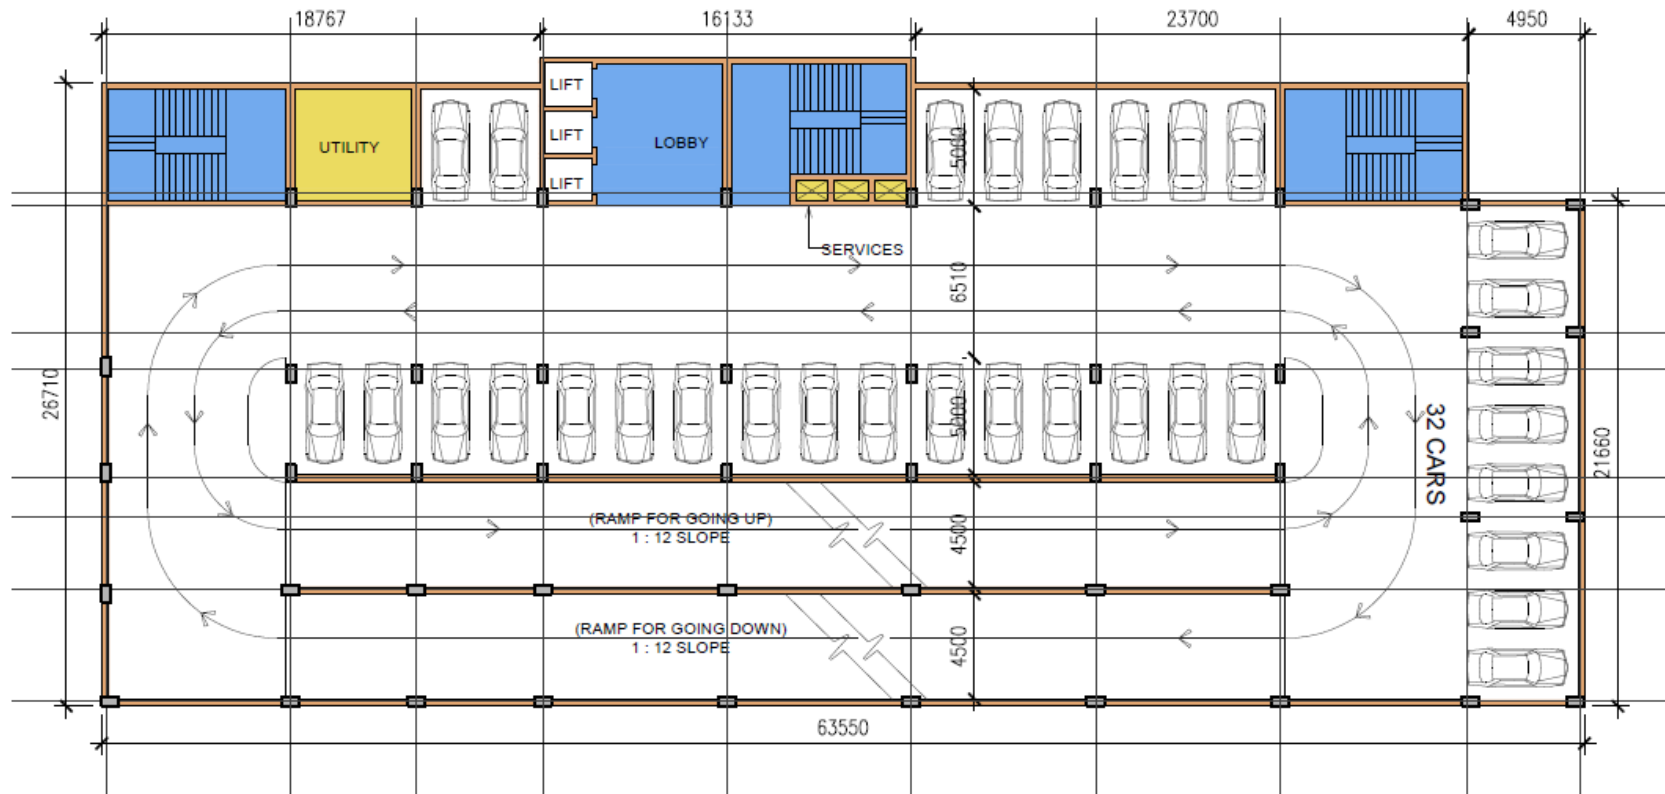 18767
16133
23700
4950
LIFT
LIFT
LIFT
UTILITY
LOBBY
5000
SERVICES
6510
26710
5000
32 CARS
21660
(RAMP FOR GOING UP)
1 : 12 SLOPE
4500
(RAMP FOR GOING DOWN)
1 : 12 SLOPE
4500
63550